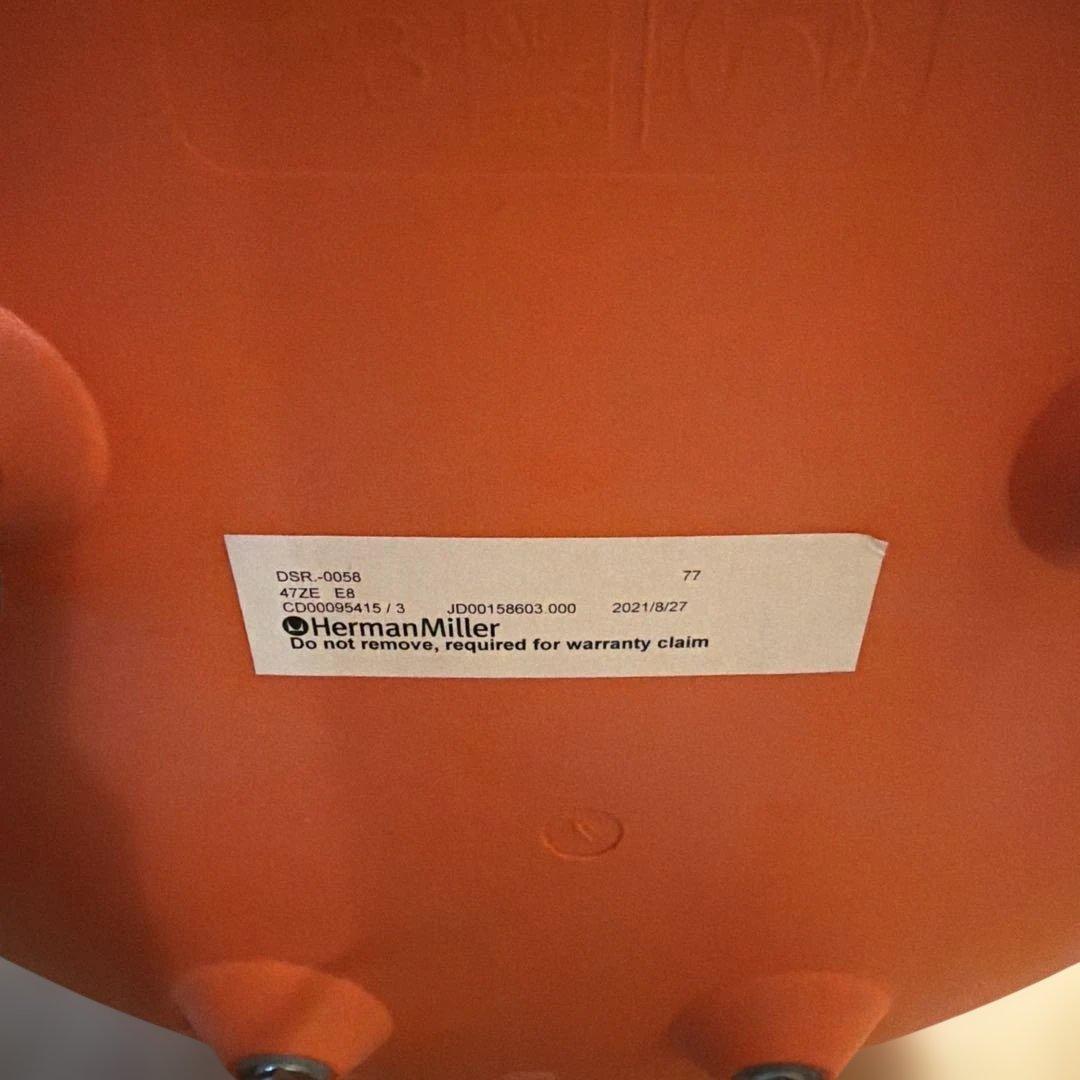 DSR.-0058 77
47ZE E8
CD00095415 / 3 JD00158603.000 2021/8/27
HermanMiller
Do not remove, required for warranty claim